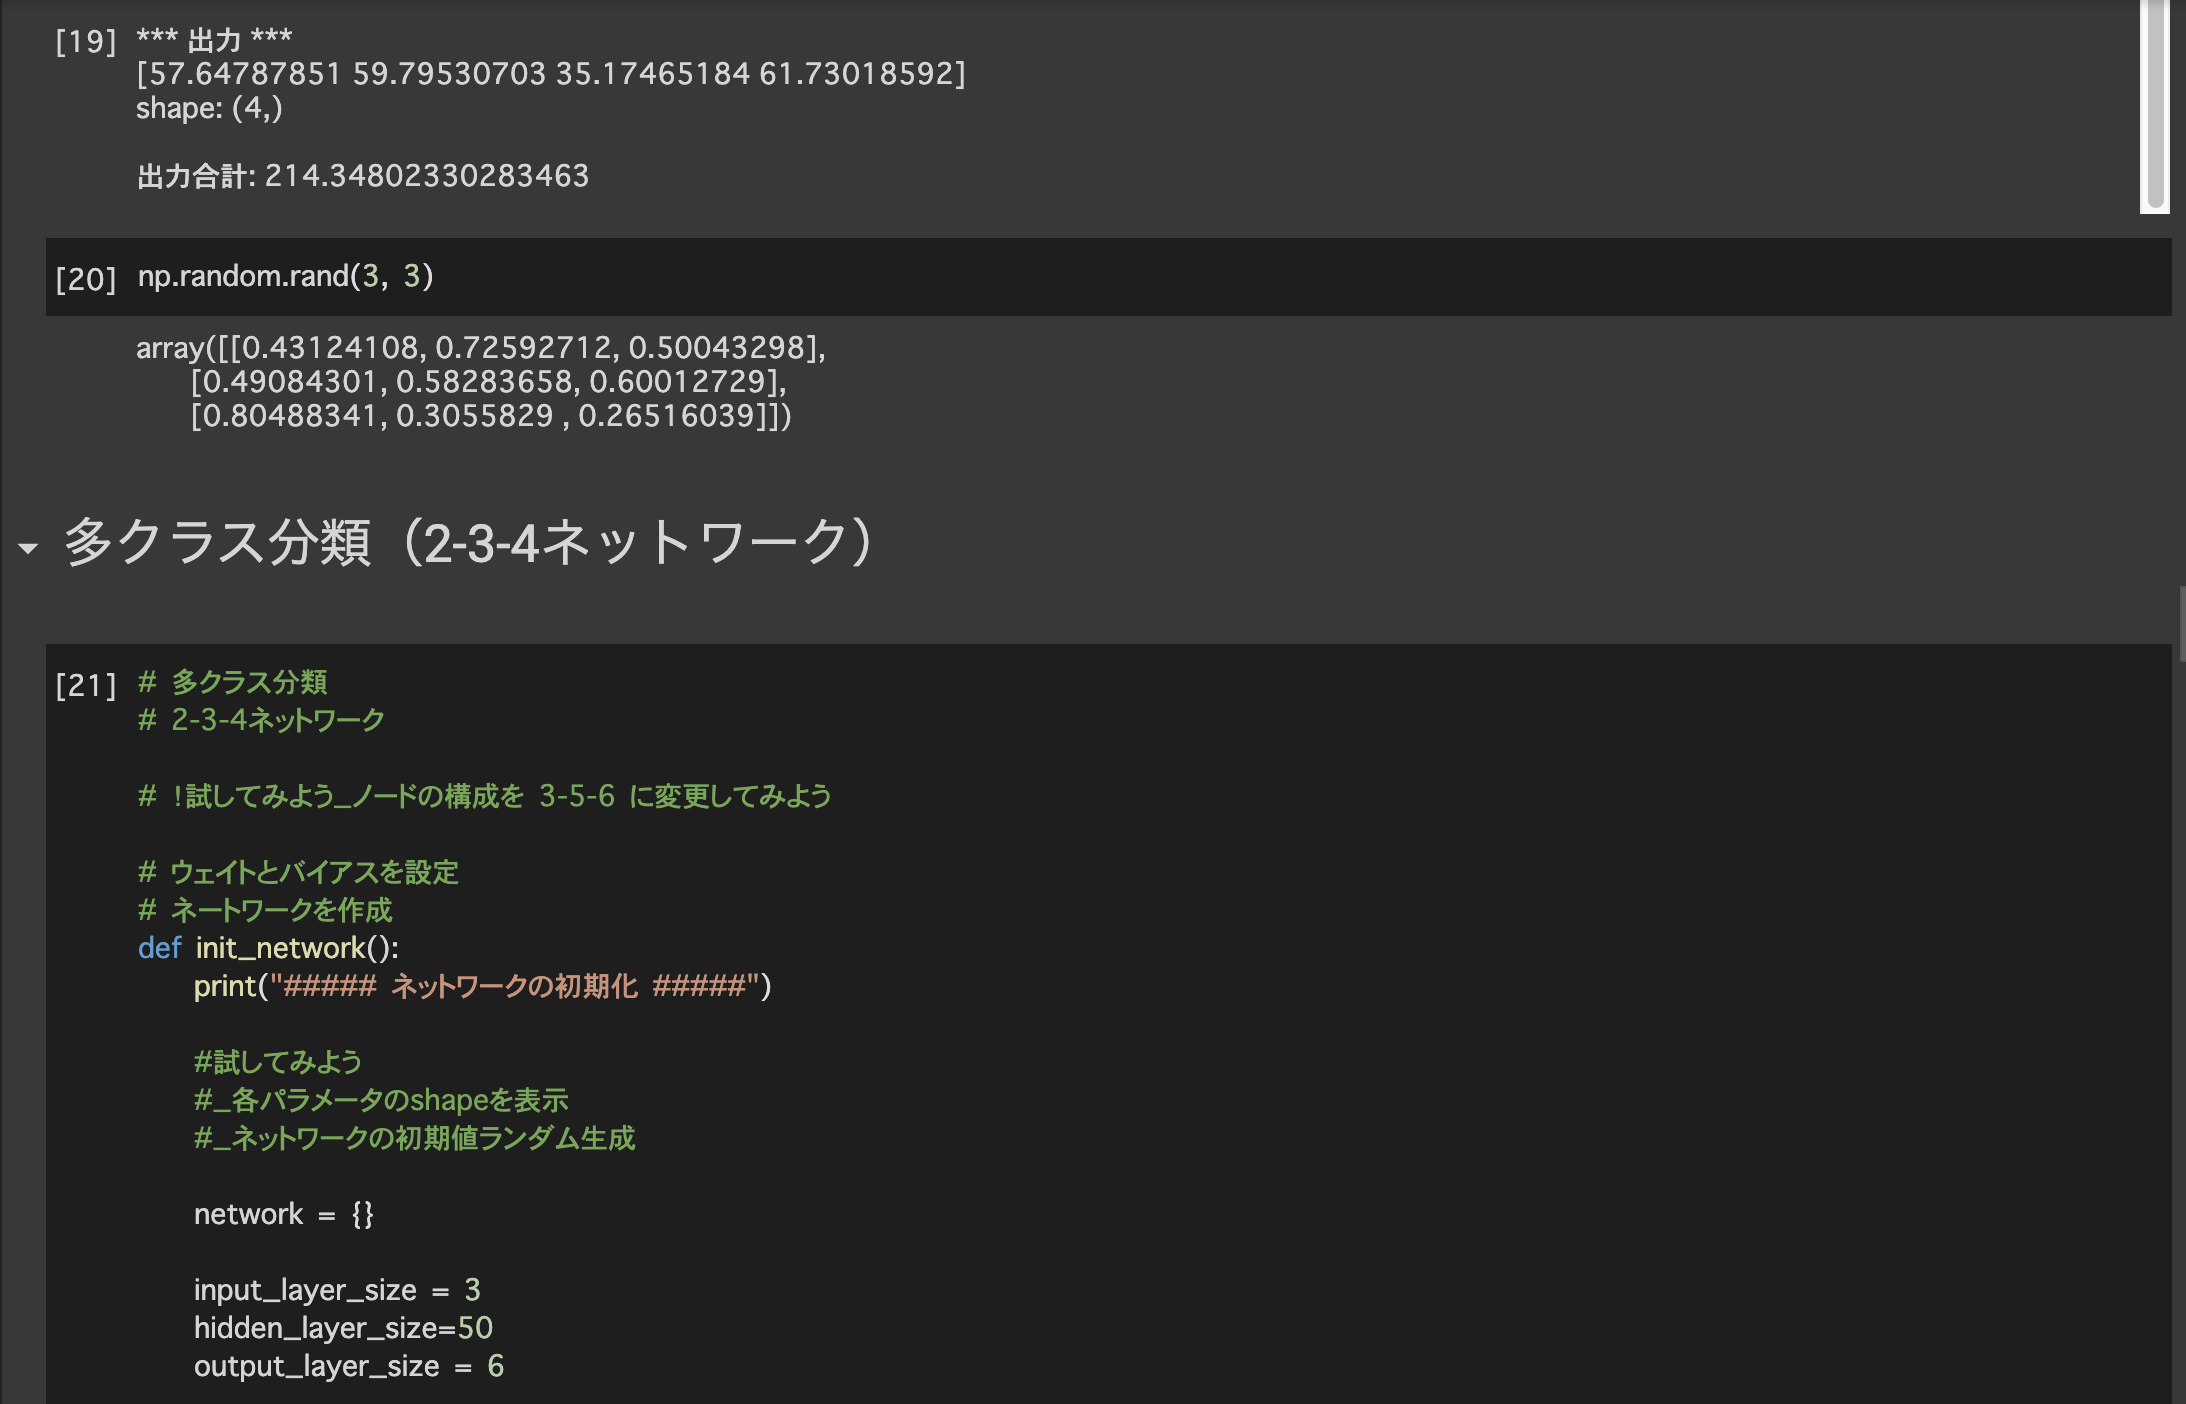 [19] *** 出力 ***
[57.64787851 59.79530703 35.17465184 61.73018592]
shape: (4,)
出力合計: 214.34802330283463
[20] np.random.rand(3, 3)
array([[0.43124108, 0.72592712, 0.50043298],
[0.49084301, 0.58283658, 0.60012729],
[0.80488341, 0.3055829 , 0.26516039]])
多クラス分類（2-3-4ネットワーク）
[21] # 多クラス分類
# 2-3-4ネットワーク
# !試してみよう_ノードの構成を 3-5-6 に変更してみよう
# ウェイトとバイアスを設定
# ネートワークを作成
def init_network():
print("##### ネットワークの初期化 #####")
#試してみよう
#_各パラメータのshapeを表示
#_ネットワークの初期値ランダム生成
network = {}
input_layer_size = 3
hidden_layer_size=50
output_layer_size = 6